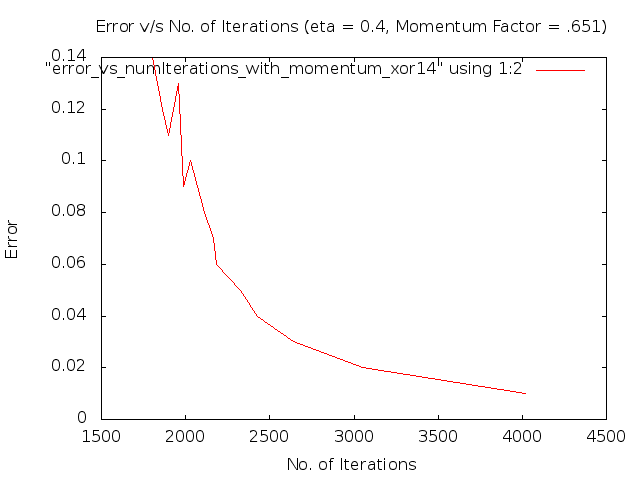 Error v/s No. of Iterations (eta = 0.4, Momentum Factor = .651)
"error_vs_numIterations_with_momentum_xor14" using 1:2
0.14
0.12
0.1
0.08
0.06
0.04
0.02
0
Error
1500 2000 2500 3000 3500 4000 4500
No. of Iterations